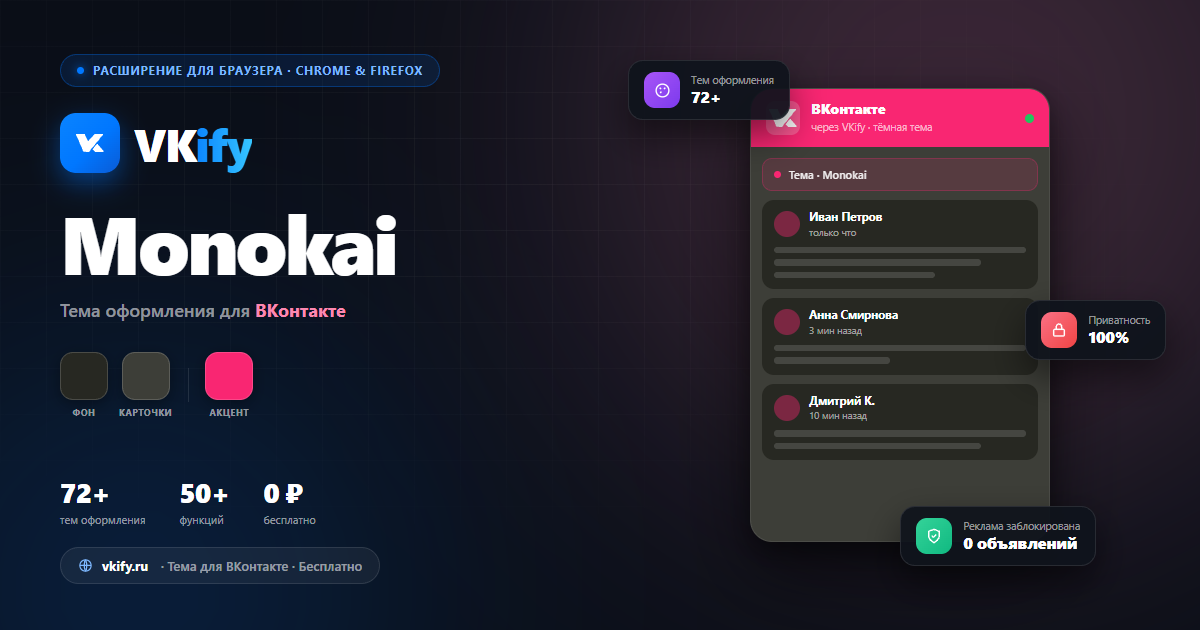 РАСШИРЕНИЕ ДЛЯ БРАУЗЕРА · CHROME & FIREFOX
VKify
Monokai
Тема оформления для ВКонтакте
ФОН
КАРТОЧКИ
АКЦЕНТ
72+
тем оформления
50+
функций
0 ₽
бесплатно
vkify.ru · Тема для ВКонтакте · Бесплатно
Тем оформления
72+
ВКонтакте
через VKify · тёмная тема
Тема · Monokai
Иван Петров
только что
Анна Смирнова
3 мин назад
Дмитрий К.
10 мин назад
Приватность
100%
Реклама заблокирована
0 объявлений